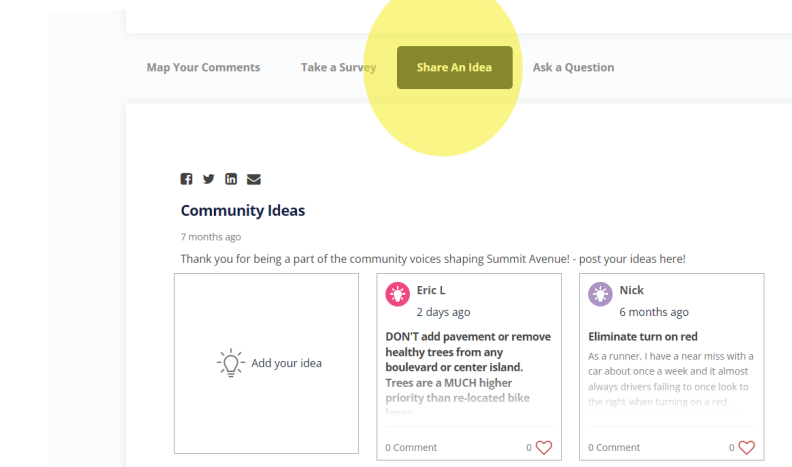 Map Your Comments Take a Survey Share An Idea Ask a Question
Community Ideas
7 months ago
Thank you for being a part of the community voices shaping Summit Avenue! - post your ideas here!
Add your idea
Eric L
2 days ago
DON'T add pavement or remove
healthy trees from any
boulevard or center island.
Trees are a MUCH higher
priority than re-located bike
lanes
0 Comment 0
Nick
6 months ago
Eliminate turn on red
As a runner, I have a near miss with a
car about once a week and it almost
always drivers failing to once look to
the right when turning on a red.
0 Comment 0